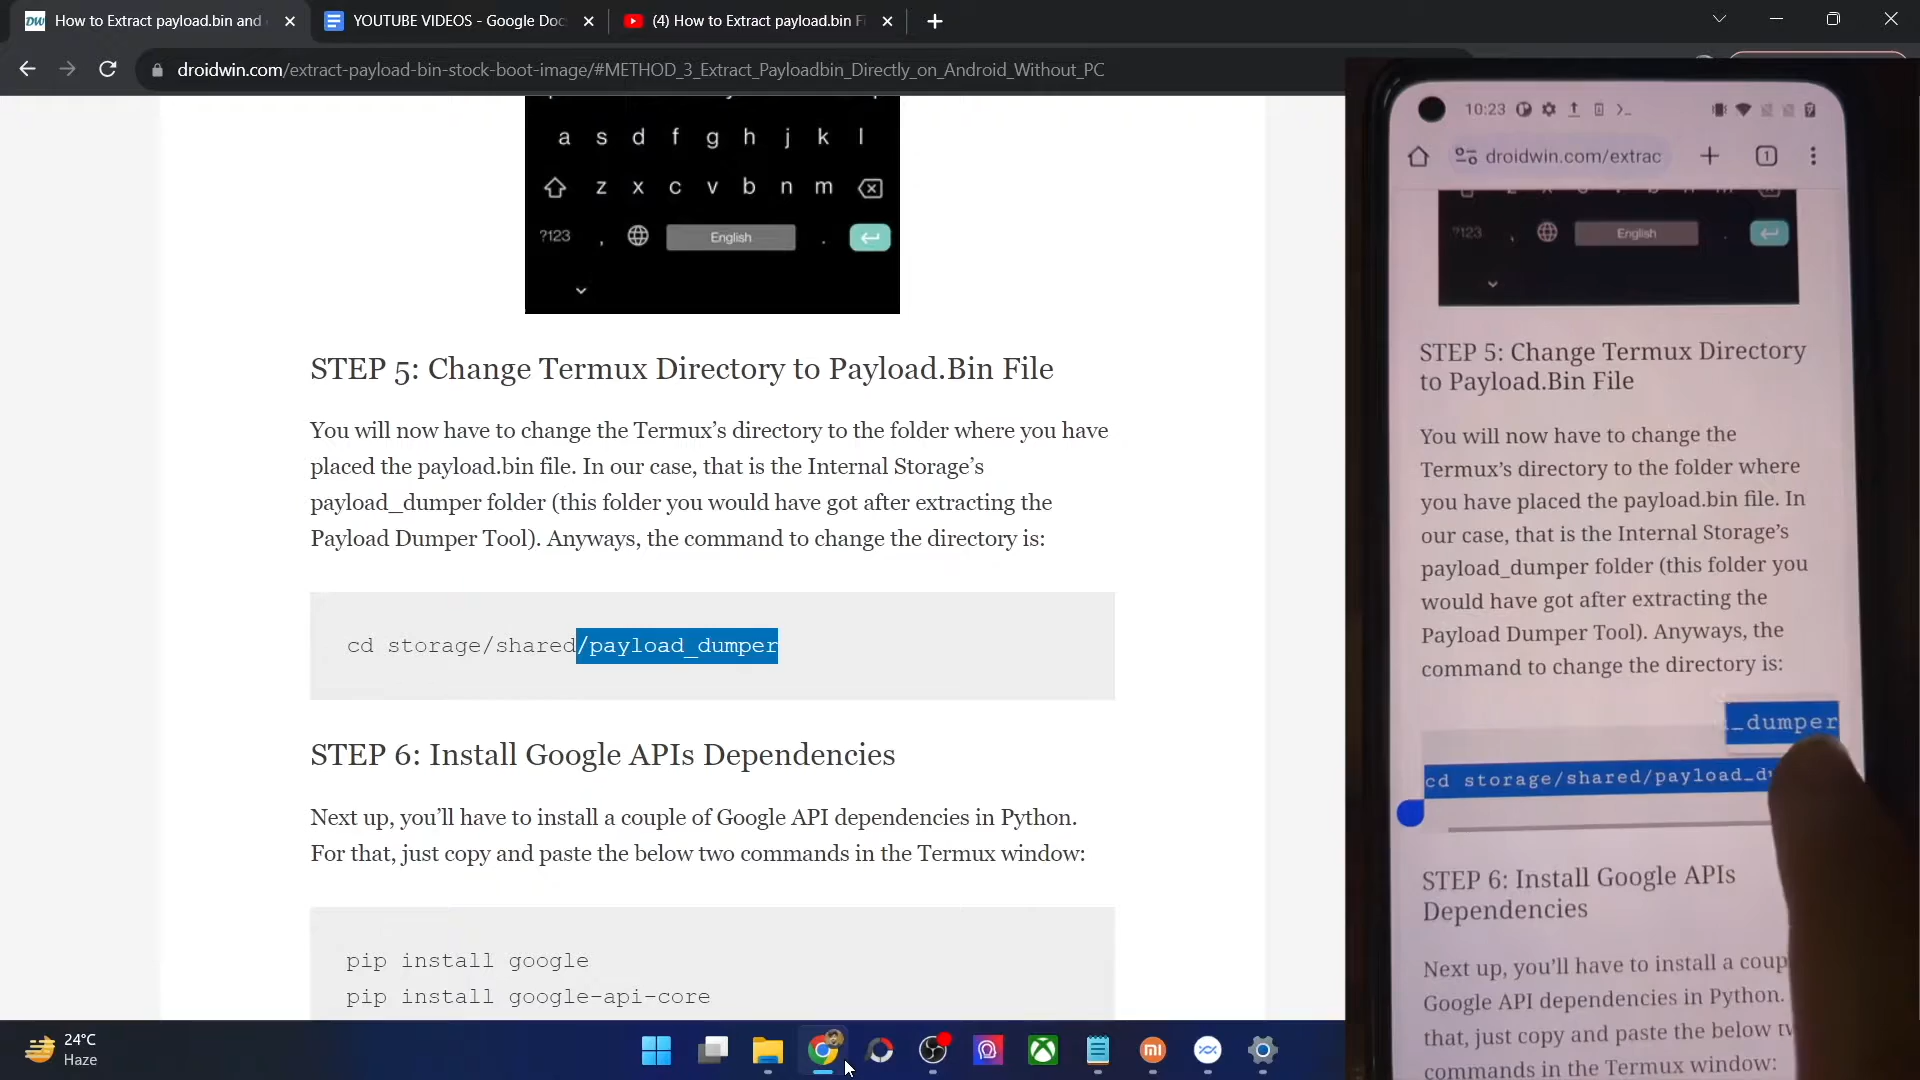 How to Extract payload.bin and
YOUTUBE VIDEOS - Google Doc
(4) How to Extract payload.bin Fi
droidwin.com/extract-payload-bin-stock-boot-image/#METHOD_3_Extract_Payloadbin_Directly_on_Android_Without_PC
a s d f g h j k l
z x c v b n m
?123 , English .
STEP 5: Change Termux Directory to Payload.Bin File
You will now have to change the Termux’s directory to the folder where you have
placed the payload.bin file. In our case, that is the Internal Storage’s
payload_dumper folder (this folder you would have got after extracting the
Payload Dumper Tool). Anyways, the command to change the directory is:
cd storage/shared/payload_dumper
STEP 6: Install Google APIs Dependencies
Next up, you’ll have to install a couple of Google API dependencies in Python.
For that, just copy and paste the below two commands in the Termux window:
pip install google
pip install google-api-core
24°C
Haze
10:23
droidwin.com/extrac
1
?123 , English .
STEP 5: Change Termux Directory
to Payload.Bin File
You will now have to change the
Termux’s directory to the folder where
you have placed the payload.bin file. In
our case, that is the Internal Storage’s
payload_dumper folder (this folder you
would have got after extracting the
Payload Dumper Tool). Anyways, the
command to change the directory is:
_dumper
cd storage/shared/payload_du
STEP 6: Install Google APIs
Dependencies
Next up, you’ll have to install a coup
Google API dependencies in Python.
that, just copy and paste the below tw
commands in the Termux window: